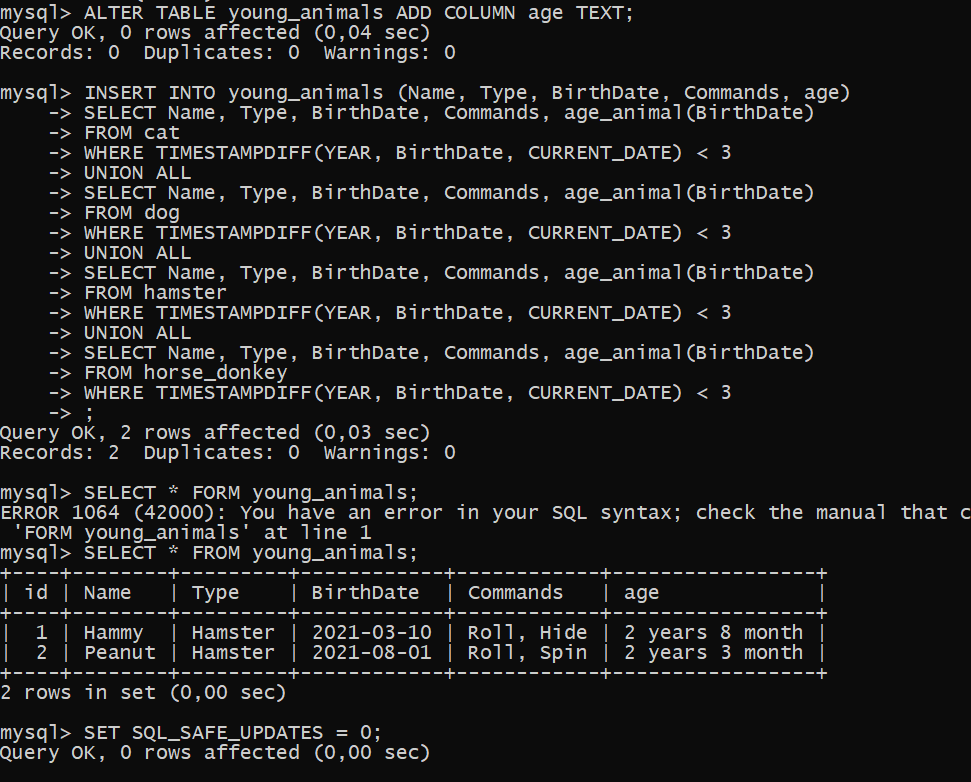 mysql> ALTER TABLE young_animals ADD COLUMN age TEXT;
Query OK, 0 rows affected (0,04 sec)
Records: 0  Duplicates: 0  Warnings: 0
mysql> INSERT INTO young_animals (Name, Type, BirthDate, Commands, age)
    -> SELECT Name, Type, BirthDate, Commands, age_animal(BirthDate)
    -> FROM cat
    -> WHERE TIMESTAMPDIFF(YEAR, BirthDate, CURRENT_DATE) < 3
    -> UNION ALL
    -> SELECT Name, Type, BirthDate, Commands, age_animal(BirthDate)
    -> FROM dog
    -> WHERE TIMESTAMPDIFF(YEAR, BirthDate, CURRENT_DATE) < 3
    -> UNION ALL
    -> SELECT Name, Type, BirthDate, Commands, age_animal(BirthDate)
    -> FROM hamster
    -> WHERE TIMESTAMPDIFF(YEAR, BirthDate, CURRENT_DATE) < 3
    -> UNION ALL
    -> SELECT Name, Type, BirthDate, Commands, age_animal(BirthDate)
    -> FROM horse_donkey
    -> WHERE TIMESTAMPDIFF(YEAR, BirthDate, CURRENT_DATE) < 3
    -> ;
Query OK, 2 rows affected (0,03 sec)
Records: 2  Duplicates: 0  Warnings: 0
mysql> SELECT * FORM young_animals;
ERROR 1064 (42000): You have an error in your SQL syntax; check the manual that c
 'FORM young_animals' at line 1
mysql> SELECT * FROM young_animals;
+----+--------+---------+------------+------------+-----------------+
| id | Name   | Type    | BirthDate  | Commands   | age             |
+----+--------+---------+------------+------------+-----------------+
|  1 | Hammy  | Hamster | 2021-03-10 | Roll, Hide | 2 years 8 month |
|  2 | Peanut | Hamster | 2021-08-01 | Roll, Spin | 2 years 3 month |
+----+--------+---------+------------+------------+-----------------+
2 rows in set (0,00 sec)
mysql> SET SQL_SAFE_UPDATES = 0;
Query OK, 0 rows affected (0,00 sec)